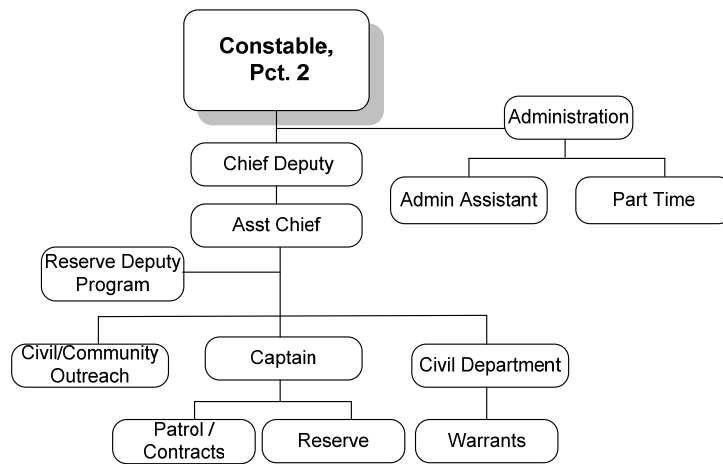 Constable,
Pct. 2
Administration
Chief Deputy
Admin Assistant
Part Time
Asst Chief
Reserve Deputy
Program
Civil/Community
Outreach
Captain
Civil Department
Patrol /
Contracts
Reserve
Warrants